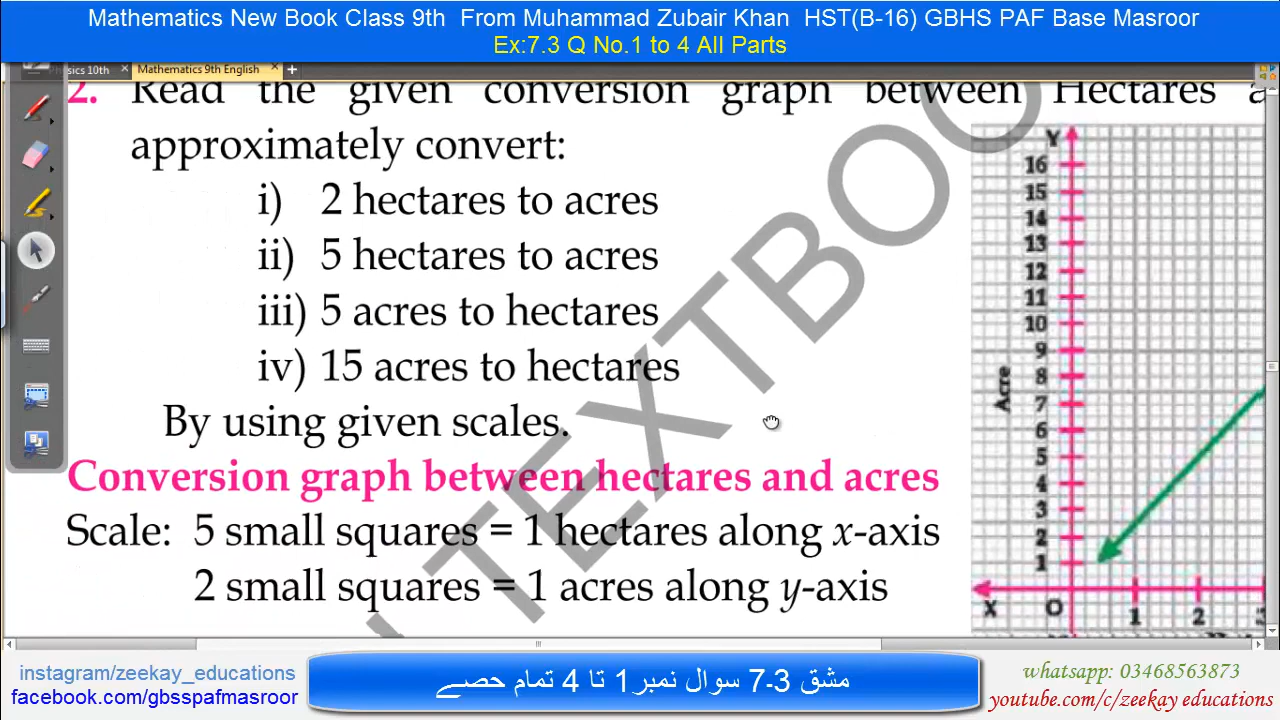 Mathematics New Book Class 9th From Muhammad Zubair Khan HST(B-16) GBHS PAF Base Masroor
Ex:7.3 Q No.1 to 4 All Parts
Physics 10th × Mathematics 9th English × +
2. Read the given conversion graph between Hectares
approximately convert:
i) 2 hectares to acres
ii) 5 hectares to acres
iii) 5 acres to hectares
iv) 15 acres to hectares
By using given scales.
Conversion graph between hectares and acres
Scale: 5 small squares = 1 hectares along x-axis
2 small squares = 1 acres along y-axis
TEXTBOO
Y
16
15
14
13
12
11
10
9
8
7
6
5
4
3
2
1
Acre
X O 1 2 3
instagram/zeekay_educations
facebook.com/gbsspafmasroor
مشق 3-7 سوال نمبر1 تا 4 تمام حصے
whatsapp: 03468563873
youtube.com/c/zeekay educations